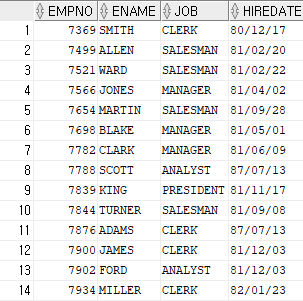 EMPNO ENAME JOB HIREDATE
1 7369 SMITH CLERK 80/12/17
2 7499 ALLEN SALESMAN 81/02/20
3 7521 WARD SALESMAN 81/02/22
4 7566 JONES MANAGER 81/04/02
5 7654 MARTIN SALESMAN 81/09/28
6 7698 BLAKE MANAGER 81/05/01
7 7782 CLARK MANAGER 81/06/09
8 7788 SCOTT ANALYST 87/07/13
9 7839 KING PRESIDENT 81/11/17
10 7844 TURNER SALESMAN 81/09/08
11 7876 ADAMS CLERK 87/07/13
12 7900 JAMES CLERK 81/12/03
13 7902 FORD ANALYST 81/12/03
14 7934 MILLER CLERK 82/01/23